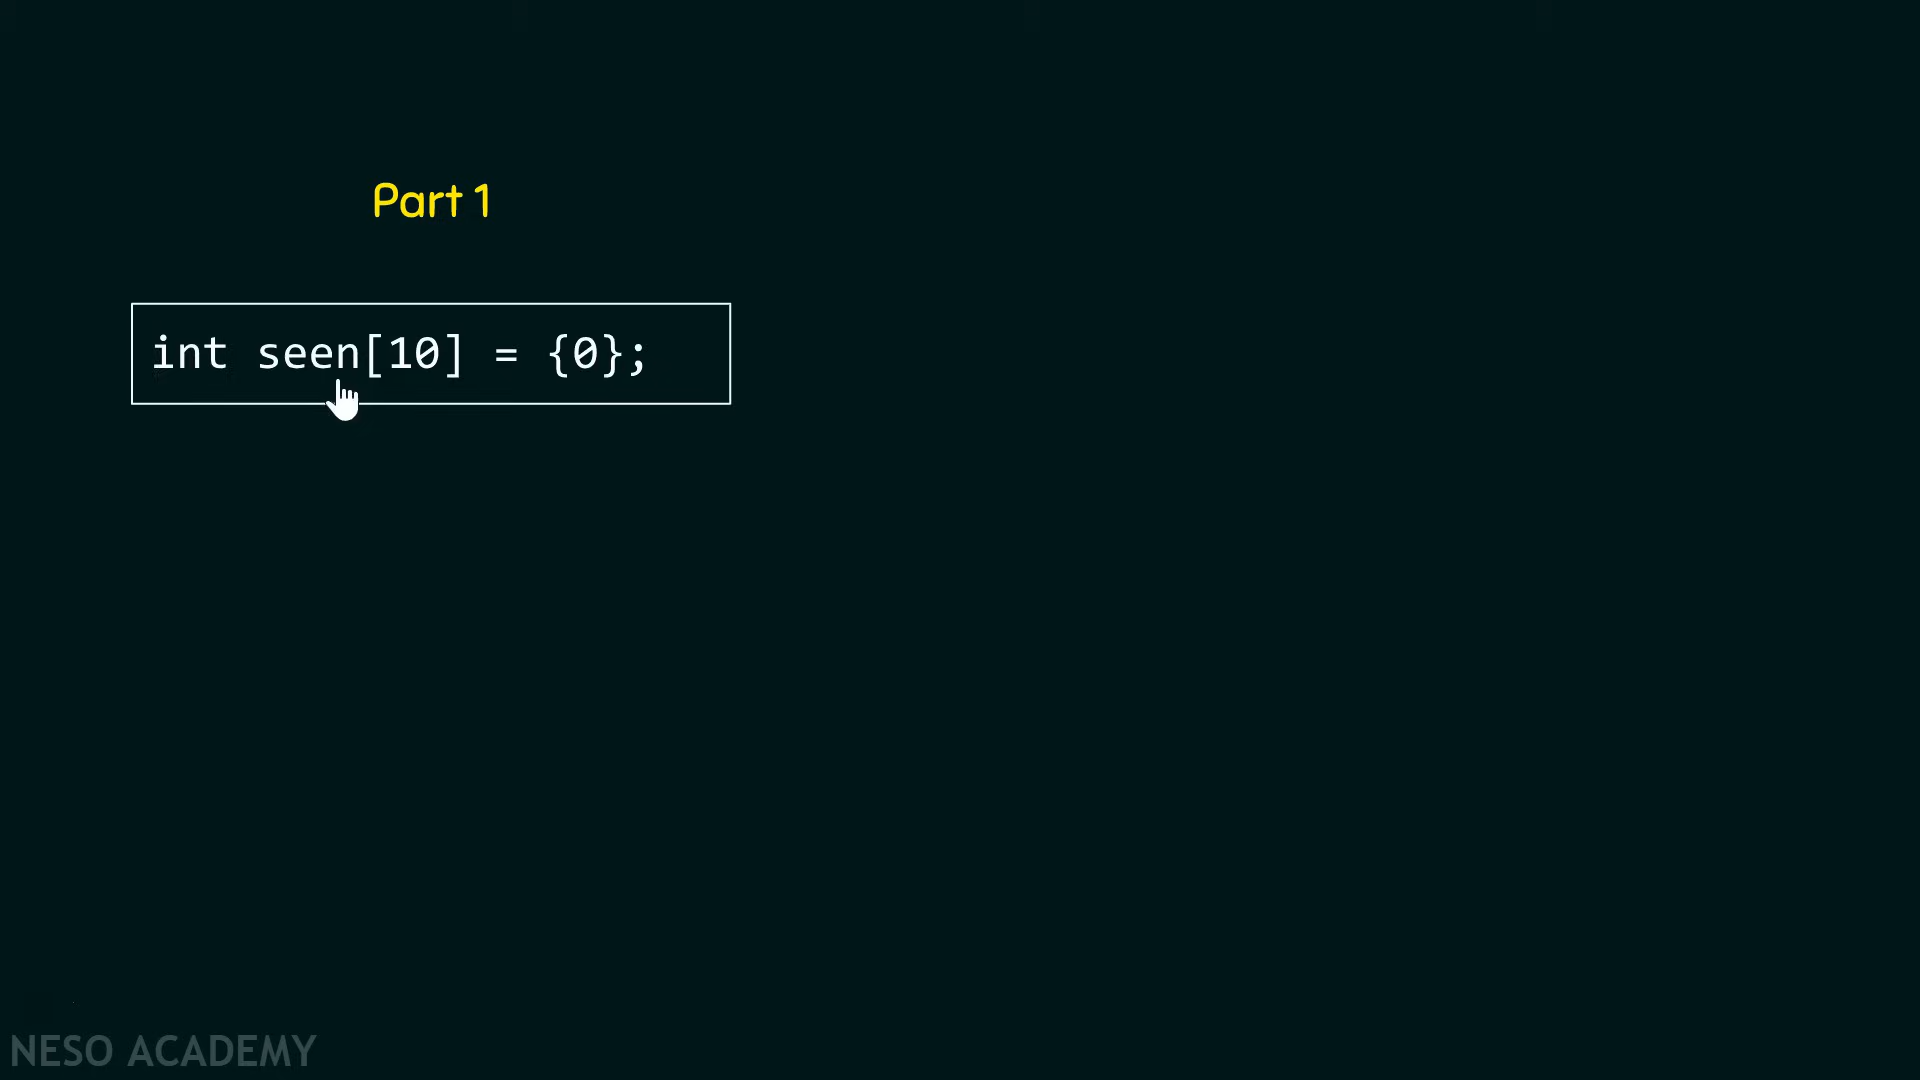 Part 1
int seen[10] = {0};
NESO ACADEMY